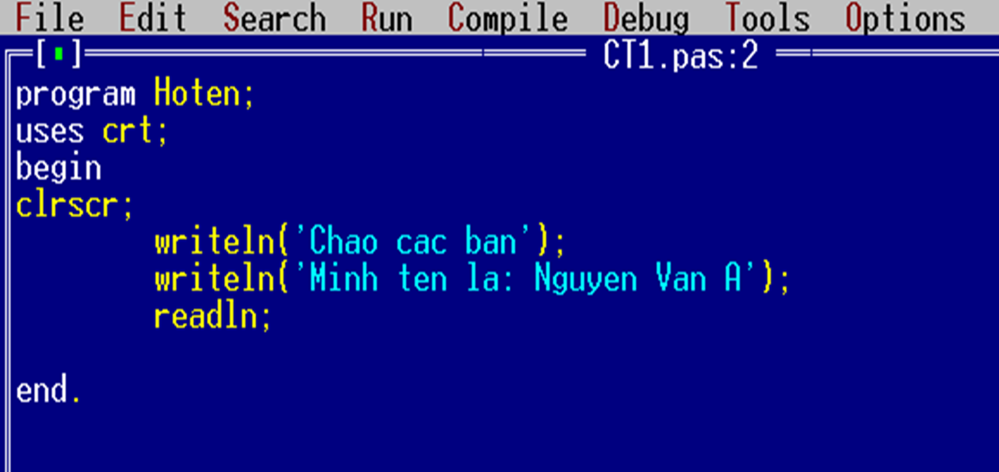 File Edit Search Run Compile Debug Tools Options
[▪] CT1.pas:2
program Hoten;
uses crt;
begin
clrscr;
writeln('Chao cac ban');
writeln('Minh ten la: Nguyen Van A');
readln;
end.